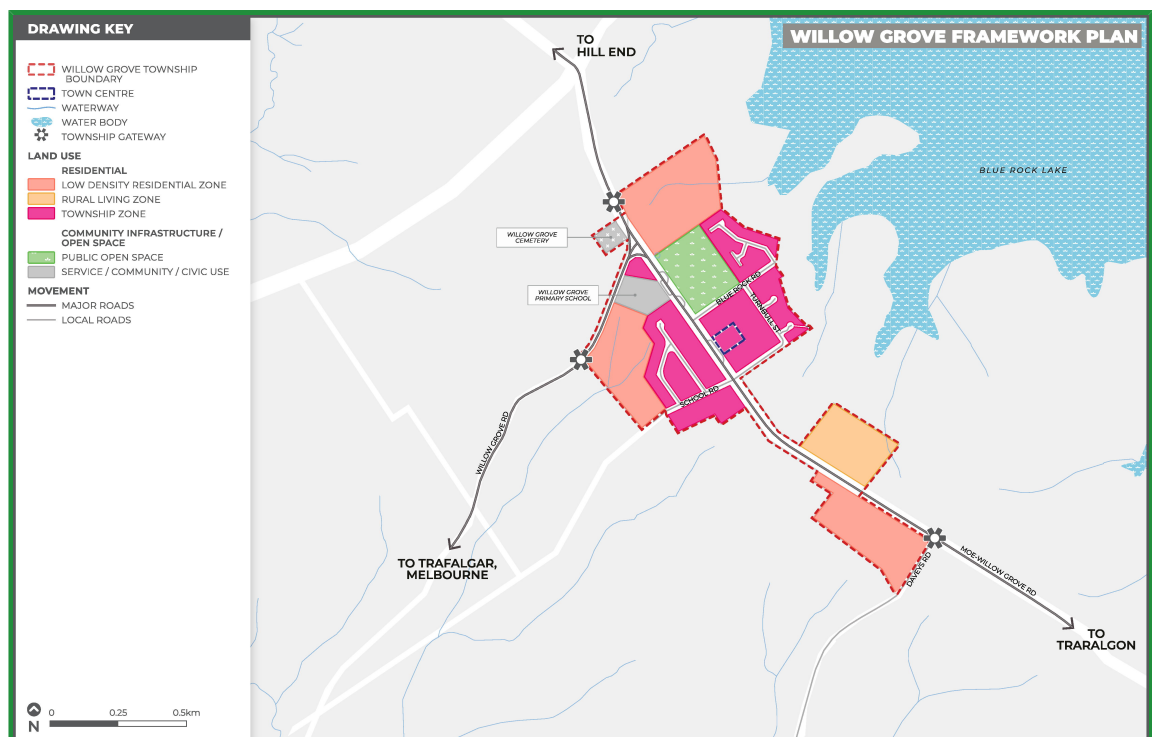 DRAWING KEY
WILLOW GROVE TOWNSHIP
BOUNDARY
TOWN CENTRE
WATERWAY
WATER BODY
TOWNSHIP GATEWAY
LAND USE
RESIDENTIAL
LOW DENSITY RESIDENTIAL ZONE
RURAL LIVING ZONE
TOWNSHIP ZONE
COMMUNITY INFRASTRUCTURE /
OPEN SPACE
PUBLIC OPEN SPACE
SERVICE / COMMUNITY / CIVIC USE
MOVEMENT
MAJOR ROADS
LOCAL ROADS
N
0 0.25 0.5km
WILLOW GROVE FRAMEWORK PLAN
TO
HILL END
BLUE ROCK LAKE
WILLOW GROVE
CEMETERY
WILLOW GROVE
PRIMARY SCHOOL
BLUE ROCK RD
TURNBULL ST
SCHOOL RD
WILLOW GROVE RD
TO TRAFALGAR,
MELBOURNE
MOE-WILLOW GROVE RD
DAVEYS RD
TO
TRARALGON